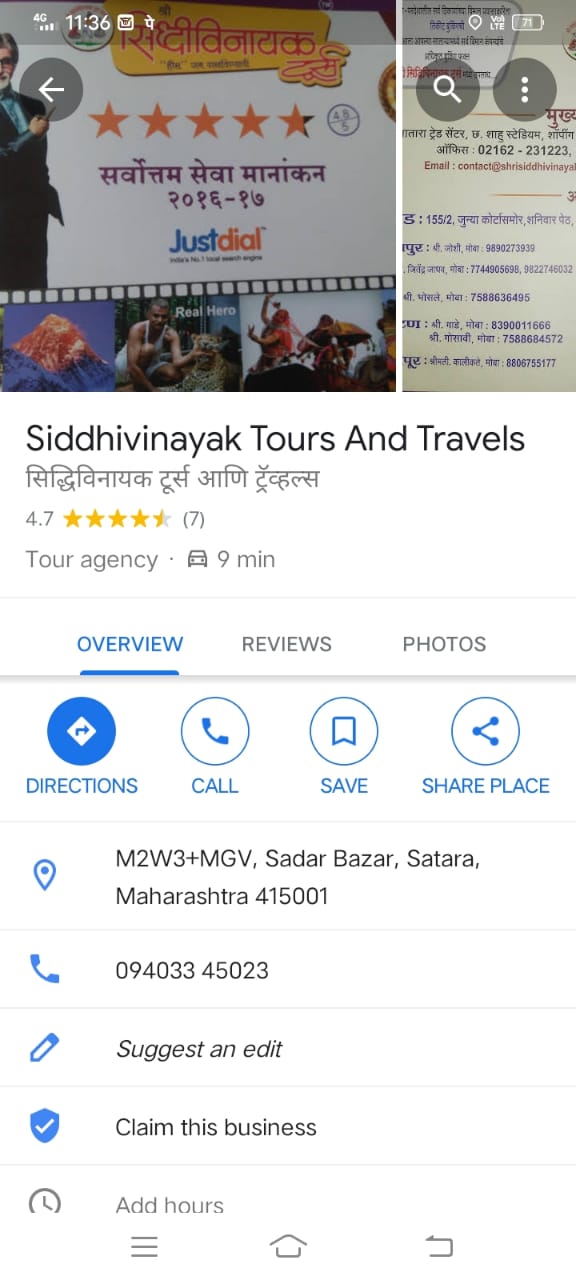 4G 11:36
श्री
सिध्दीविनायक
टूर्स
48/5
सर्वोत्तम सेवा मानांकन
२०१६-१७
Justdial
India's No. 1 local search engine
Real Hero
VoI LTE 71
मुख्य
तारा ट्रेड सेंटर, छ. शाहु स्टेडियम, शॉपींग
ऑफिस : 02162 - 231223,
Email : contact@shrisiddhivinayal
ड : 155/2, जुन्या कोर्टासमोर, शनिवार पेठ,
पुर : श्री. जोशी, मोबा : 9890273939
. जितेंद्र जाधव, मोबा : 7744905698, 9822746032
श्री. भोसले, मोबा : 7588636495
टण : श्री. गाडे, मोबा : 8390011666
श्री. गोसावी, मोबा : 7588684572
पूर : श्रीमती. कालीकते, मोबा : 8806755177
Siddhivinayak Tours And Travels
सिद्धिविनायक टूर्स आणि ट्रॅव्हल्स
4.7 (7)
Tour agency · 9 min
OVERVIEW REVIEWS PHOTOS
DIRECTIONS CALL SAVE SHARE PLACE
M2W3+MGV, Sadar Bazar, Satara,
Maharashtra 415001
094033 45023
Suggest an edit
Claim this business
Add hours